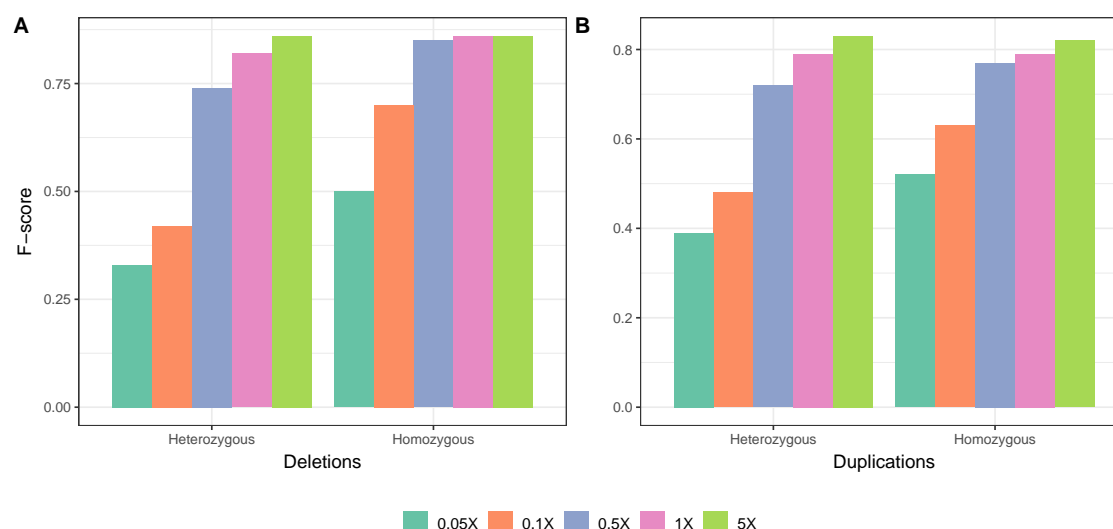 A
B
F−score
0.75
0.50
0.25
0.00
Heterozygous Homozygous
Deletions
0.8
0.6
0.4
0.2
0.0
Heterozygous Homozygous
Duplications
0.05X 0.1X 0.5X 1X 5X